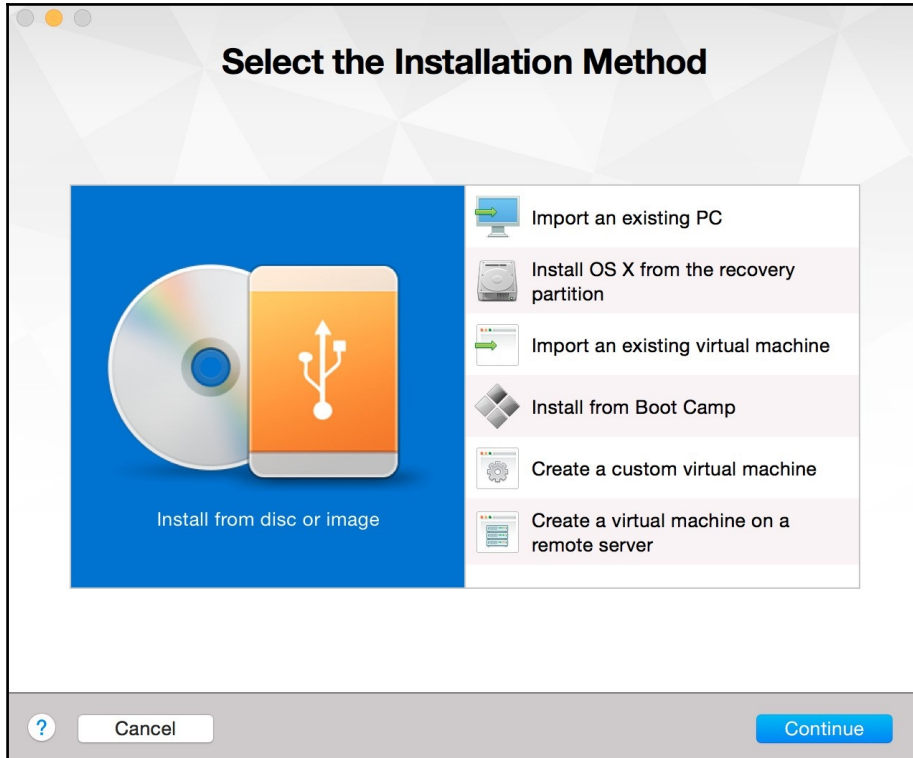 Select the Installation Method
Install from disc or image
Import an existing PC
Install OS X from the recovery
partition
Import an existing virtual machine
Install from Boot Camp
Create a custom virtual machine
Create a virtual machine on a
remote server
?
Cancel
Continue